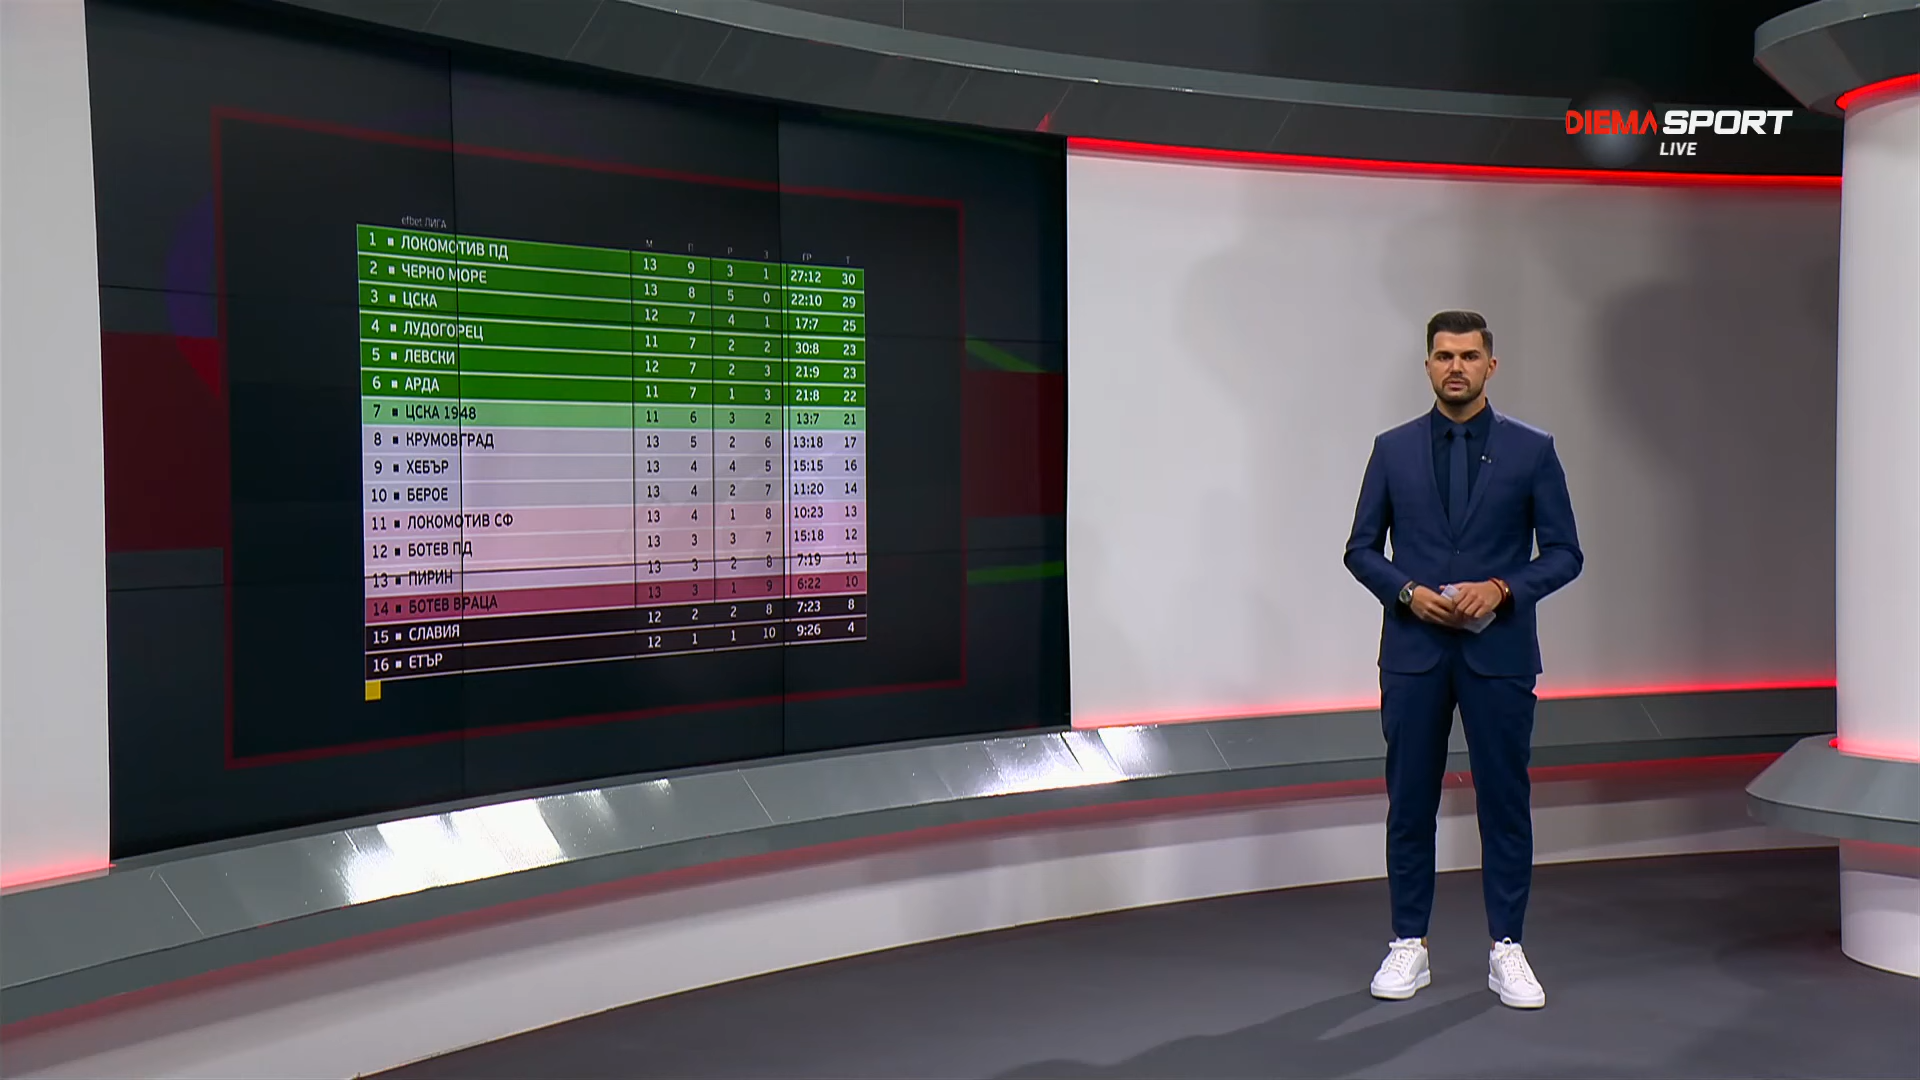 DIEMA SPORT
LIVE
efbet ЛИГА
М П Р З ГР Т
1 ЛОКОМОТИВ ПД 13 9 3 1 27:12 30
2 ЧЕРНО МОРЕ 13 8 5 0 22:10 29
3 ЦСКА 12 7 4 1 17:7 25
4 ЛУДОГОРЕЦ 11 7 2 2 30:8 23
5 ЛЕВСКИ 12 7 2 3 21:9 23
6 АРДА 11 7 1 3 21:8 22
7 ЦСКА 1948 11 6 3 2 13:7 21
8 КРУМОВГРАД 13 5 2 6 13:18 17
9 ХЕБЪР 13 4 4 5 15:15 16
10 БЕРОЕ 13 4 2 7 11:20 14
11 ЛОКОМОТИВ СФ 13 4 1 8 10:23 13
12 БОТЕВ ПД 13 3 3 7 15:18 12
13 ПИРИН 13 3 2 8 7:19 11
14 БОТЕВ ВРАЦА 13 3 1 9 6:22 10
15 СЛАВИЯ 12 2 2 8 7:23 8
16 ЕТЪР 12 1 1 10 9:26 4